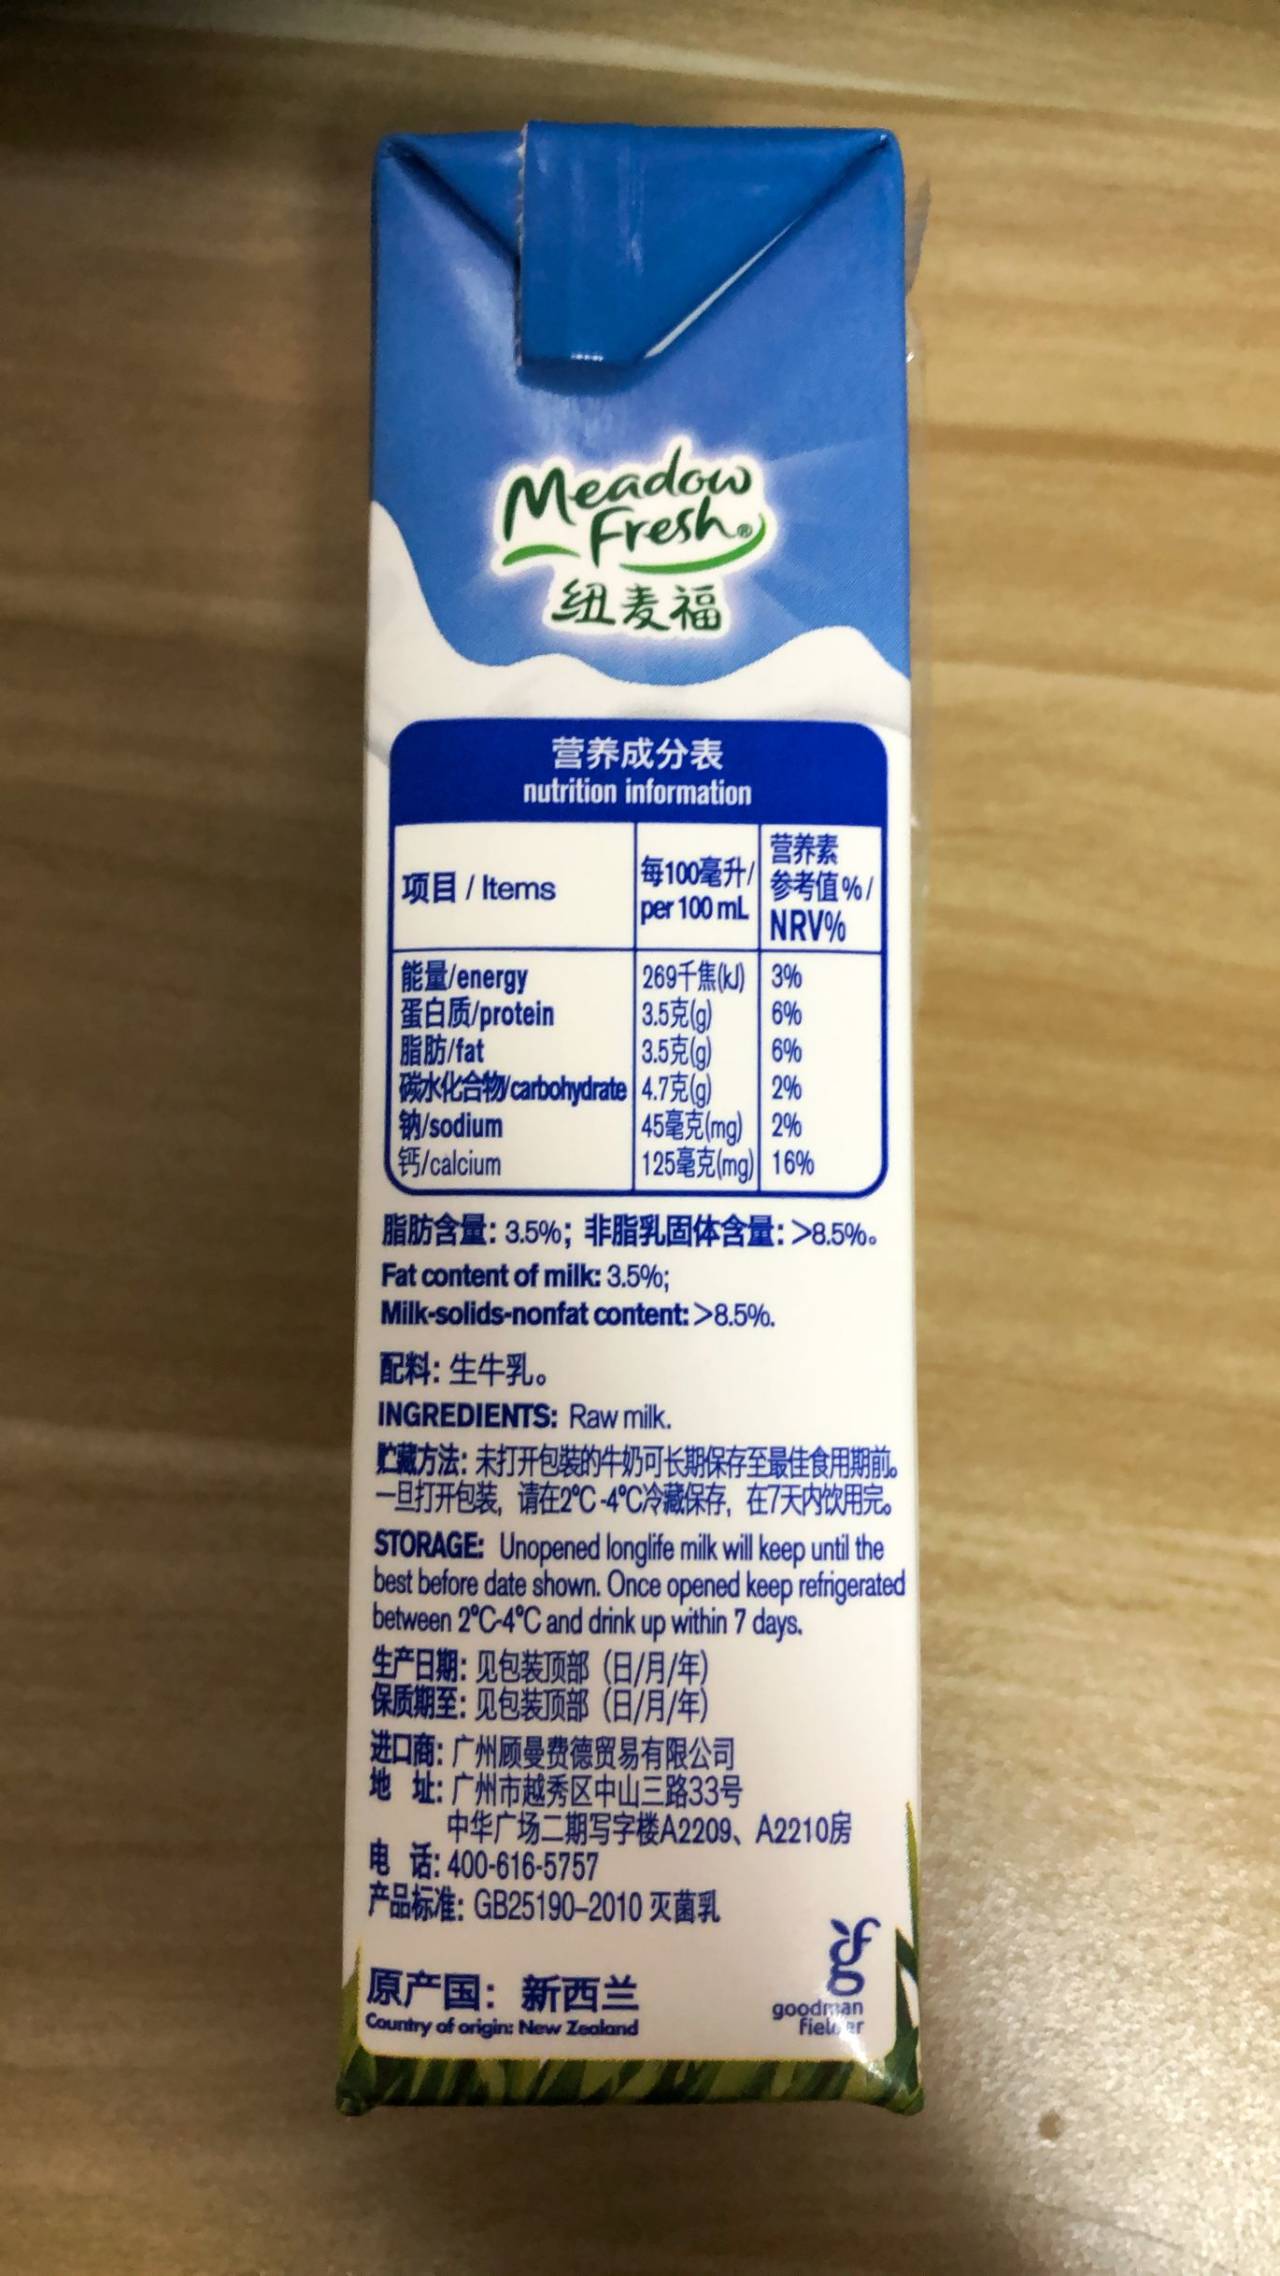 Meadow
Fresh®
纽麦福
营养成分表
nutrition information
项目 / Items
每100毫升/
per 100 mL
营养素
参考值%/
NRV%
能量/energy 269千焦(kJ) 3%
蛋白质/protein 3.5克(g) 6%
脂肪/fat 3.5克(g) 6%
碳水化合物/carbohydrate 4.7克(g) 2%
钠/sodium 45毫克(mg) 2%
钙/calcium 125毫克(mg) 16%
脂肪含量：3.5%；非脂乳固体含量：>8.5%。
Fat content of milk: 3.5%;
Milk-solids-nonfat content: >8.5%.
配料：生牛乳。
INGREDIENTS: Raw milk.
贮藏方法：未打开包装的牛奶可长期保存至最佳食用期前。
一旦打开包装，请在2℃-4℃冷藏保存，在7天内饮用完。
STORAGE: Unopened longlife milk will keep until the
best before date shown. Once opened keep refrigerated
between 2℃-4℃ and drink up within 7 days.
生产日期：见包装顶部（日/月/年）
保质期至：见包装顶部（日/月/年）
进口商：广州顾曼费德贸易有限公司
地 址：广州市越秀区中山三路33号
中华广场二期写字楼A2209、A2210房
电 话：400-616-5757
产品标准：GB25190-2010 灭菌乳
原产国：新西兰
Country of origin: New Zealand
gf
goodman
fielder